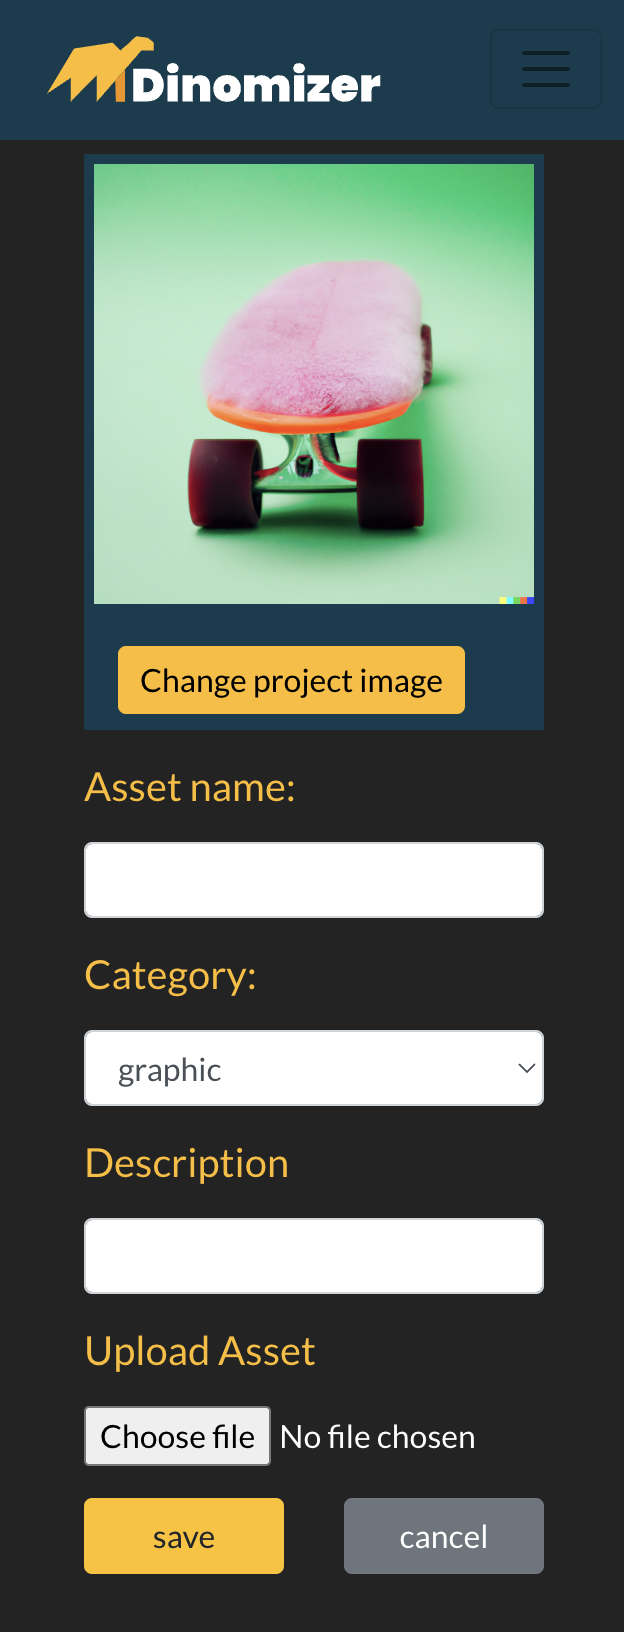 Dinomizer
Change project image
Asset name:
Category:
graphic
Description
Upload Asset
Choose file No file chosen
save cancel